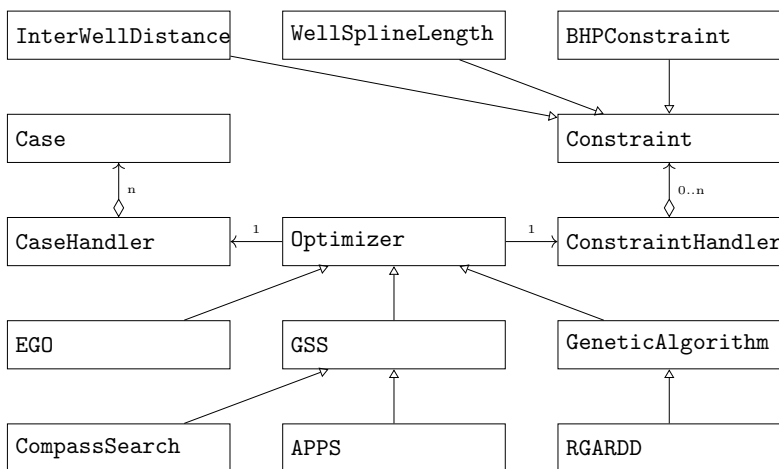 InterWellDistance
WellSplineLength
BHPConstraint
Case
Constraint
n
0..n
CaseHandler
1
Optimizer
1
ConstraintHandler
EGO
GSS
GeneticAlgorithm
CompassSearch
APPS
RGARDD